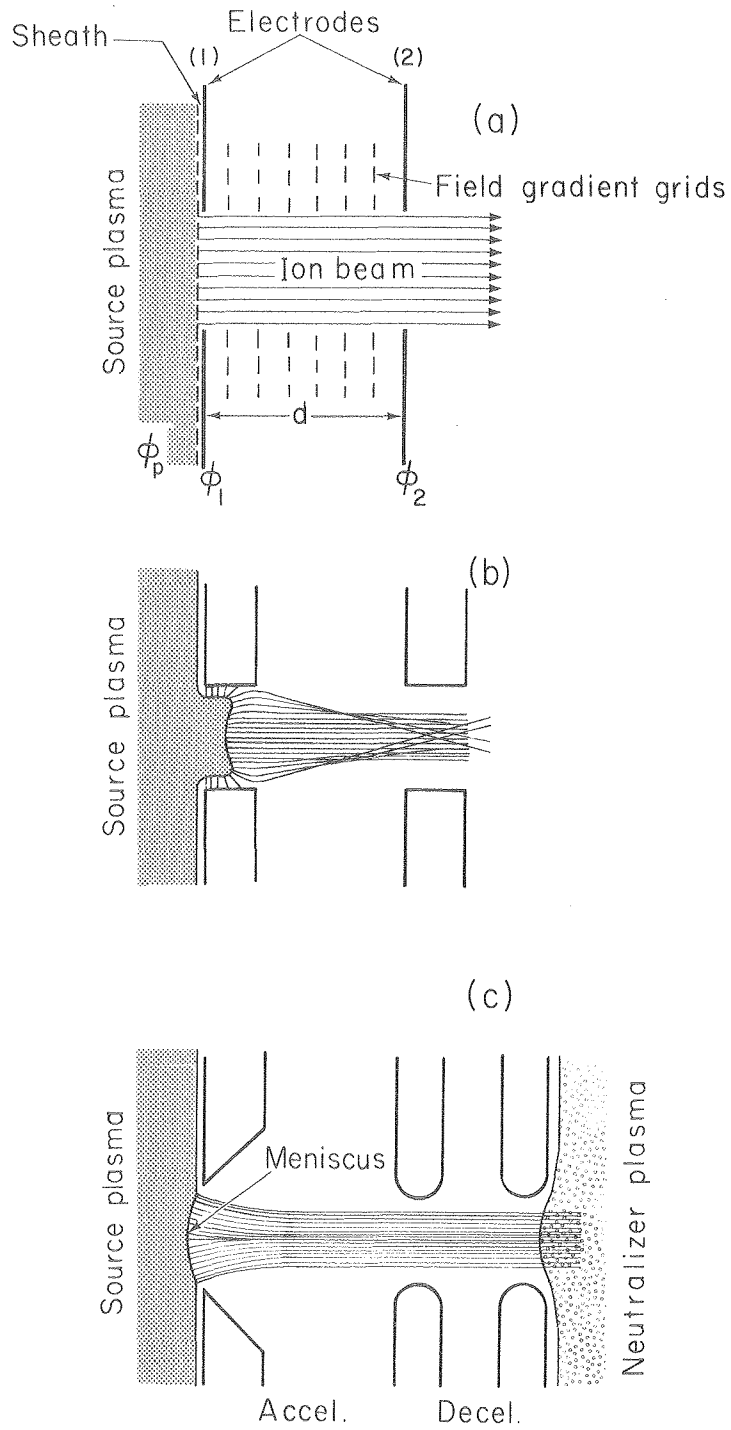 Electrodes
Sheath
(1)
(2)
(a)
Field gradient grids
Source plasma
Ion beam
d
ϕp
ϕ1
ϕ2
(b)
Source plasma
(c)
Meniscus
Source plasma
Neutralizer plasma
Accel.
Decel.